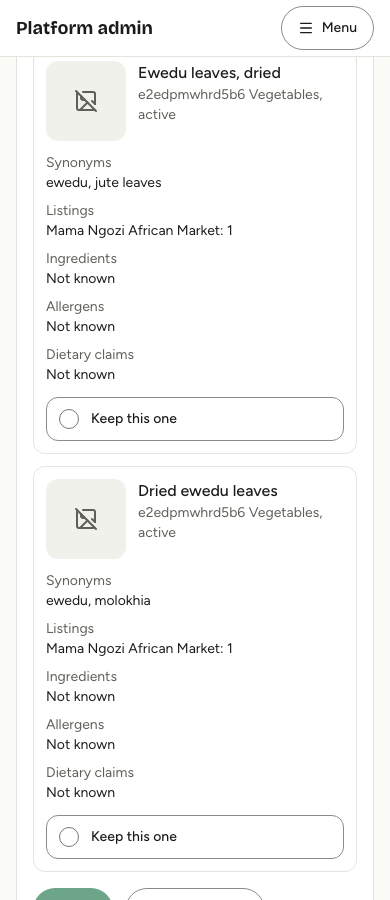 Platform admin
Menu
Ewedu leaves, dried
e2edpmwhrd5b6 Vegetables,
active
Synonyms
ewedu, jute leaves
Listings
Mama Ngozi African Market: 1
Ingredients
Not known
Allergens
Not known
Dietary claims
Not known
Keep this one
Dried ewedu leaves
e2edpmwhrd5b6 Vegetables,
active
Synonyms
ewedu, molokhia
Listings
Mama Ngozi African Market: 1
Ingredients
Not known
Allergens
Not known
Dietary claims
Not known
Keep this one